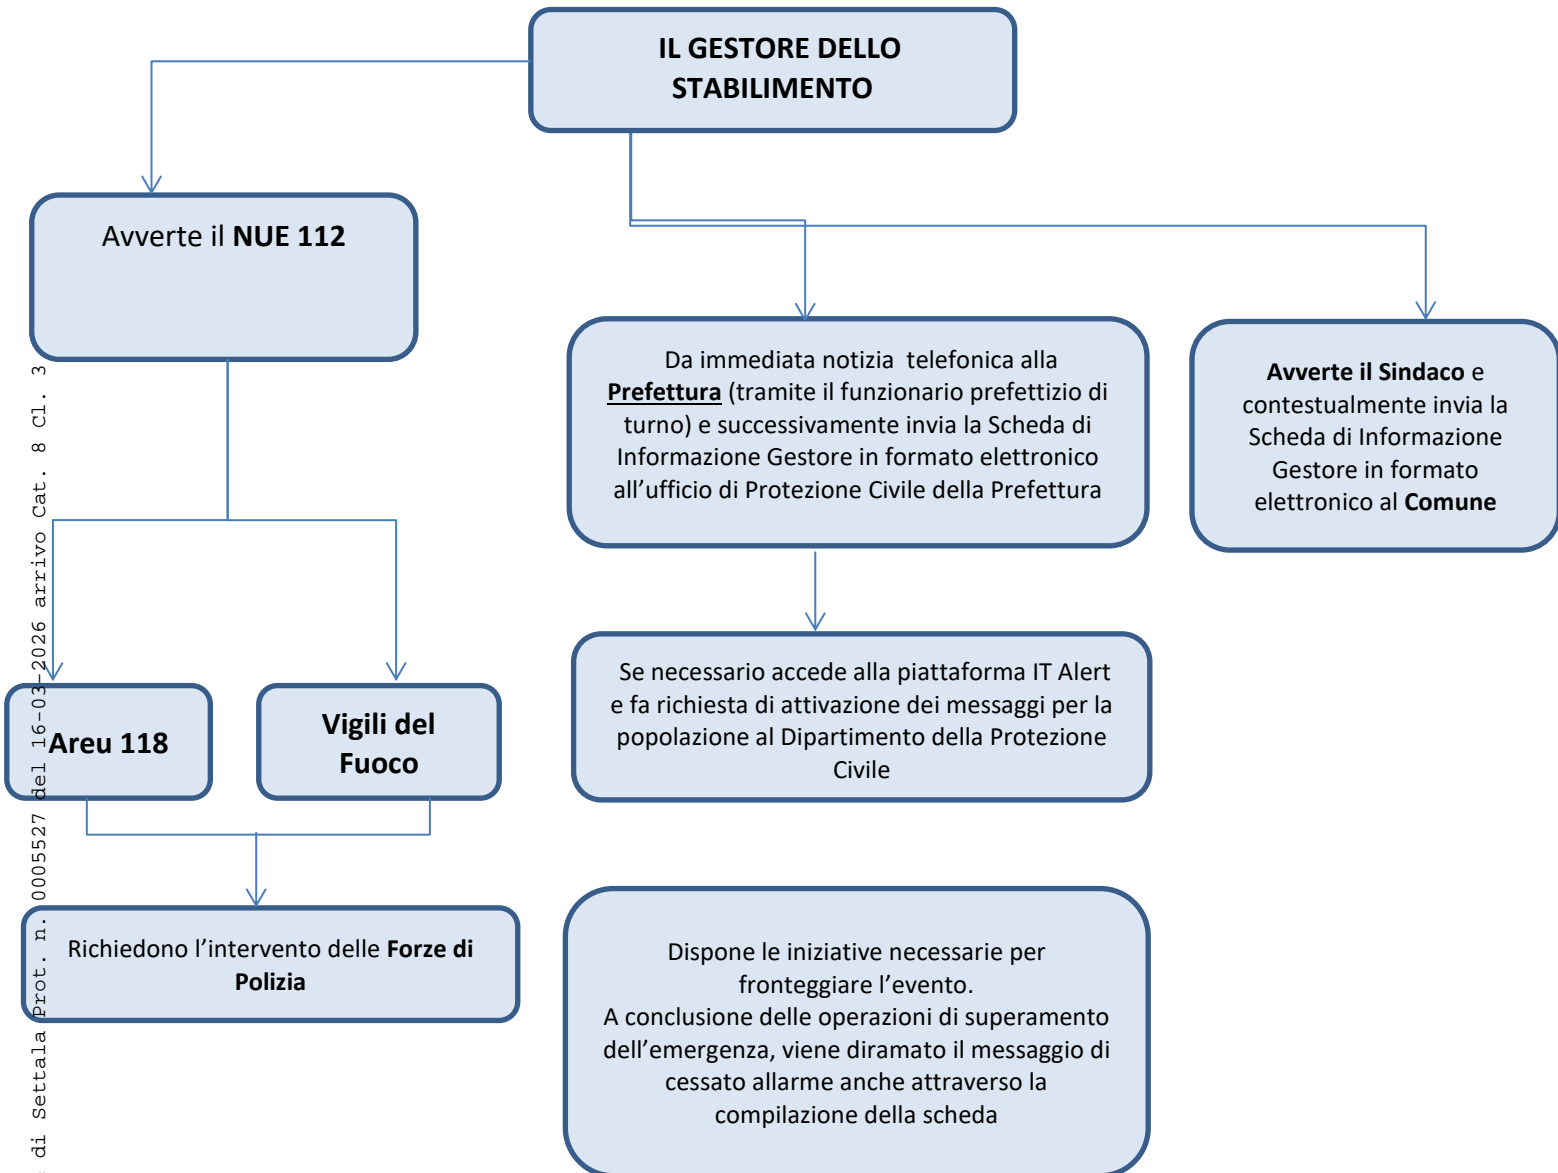 IL GESTORE DELLO
STABILIMENTO
Avverte il NUE 112
Da immediata notizia telefonica alla
Prefettura (tramite il funzionario prefettizio di
turno) e successivamente invia la Scheda di
Informazione Gestore in formato elettronico
all’ufficio di Protezione Civile della Prefettura
Avverte il Sindaco e
contestualmente invia la
Scheda di Informazione
Gestore in formato
elettronico al Comune
Se necessario accede alla piattaforma IT Alert
e fa richiesta di attivazione dei messaggi per la
popolazione al Dipartimento della Protezione
Civile
Areu 118
Vigili del
Fuoco
Richiedono l’intervento delle Forze di
Polizia
Dispone le iniziative necessarie per
fronteggiare l’evento.
A conclusione delle operazioni di superamento
dell’emergenza, viene diramato il messaggio di
cessato allarme anche attraverso la
compilazione della scheda
di Settala Prot. n. 0005527 del 16-03-2026 arrivo Cat. 8 Cl. 3